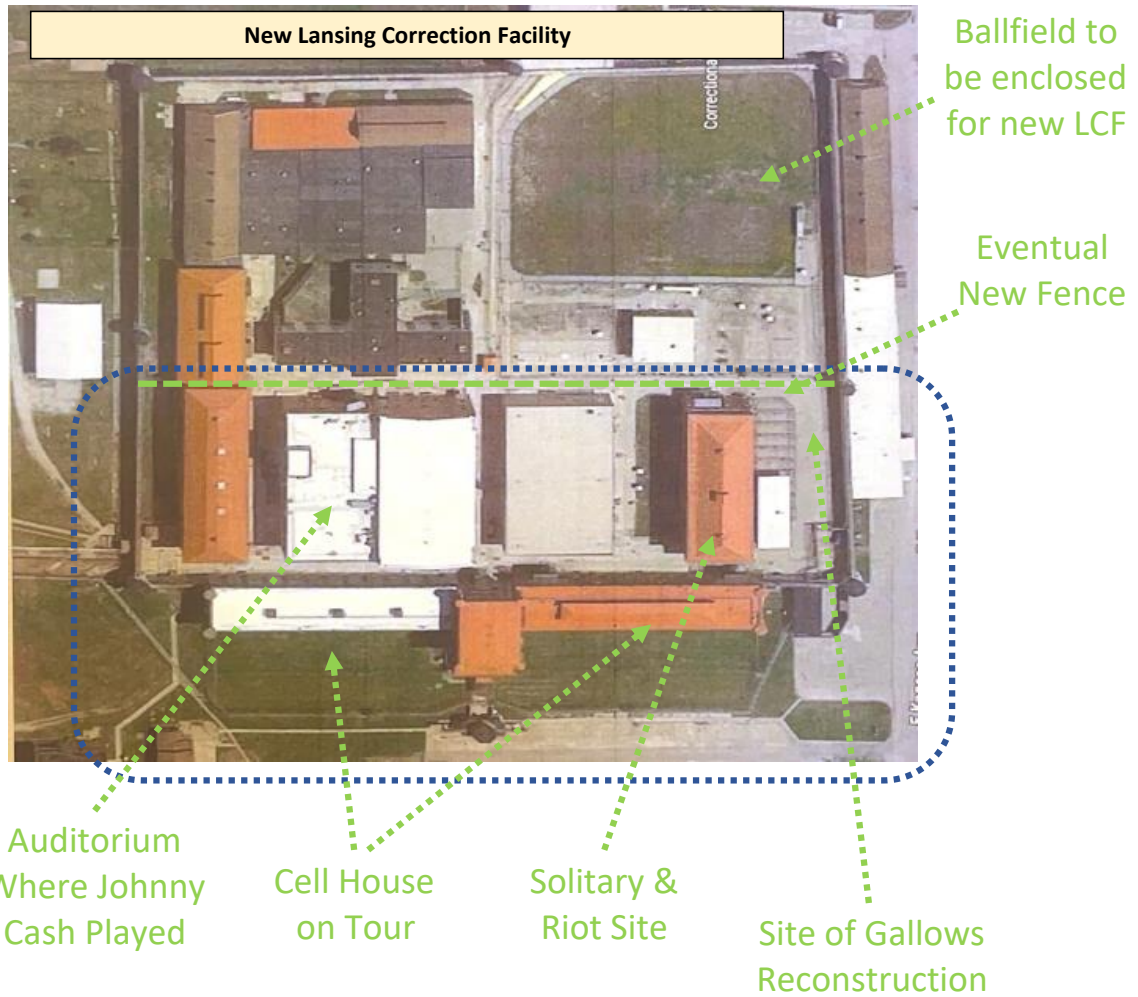 New Lansing Correction Facility
Ballfield to
be enclosed
for new LCF
Correctional
Eventual
New Fence
Auditorium
Where Johnny
Cash Played
Cell House
on Tour
Solitary &
Riot Site
Site of Gallows
Reconstruction